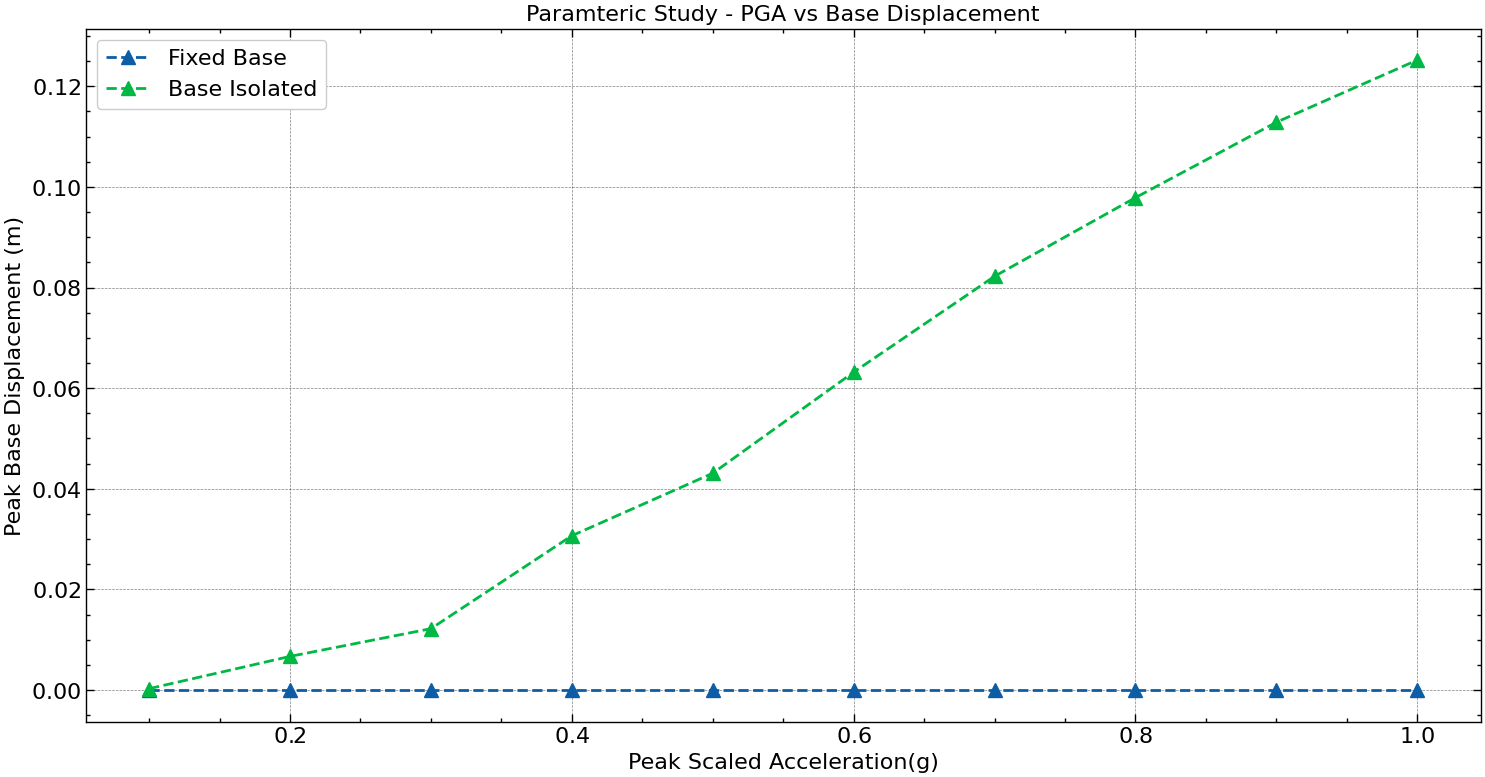 Paramteric Study - PGA vs Base Displacement
Fixed Base
Base Isolated
Peak Base Displacement (m)
0.12
0.10
0.08
0.06
0.04
0.02
0.00
0.2
0.4
0.6
0.8
1.0
Peak Scaled Acceleration(g)